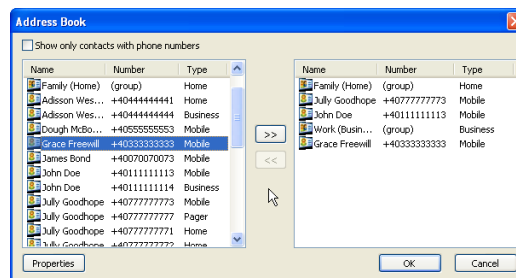 Address Book
Show only contacts with phone numbers
Name Number Type
Family (Home) (group) Home
Adisson Wes... +40444444441 Home
Adisson Wes... +40444444444 Business
Dough McBo... +40555555553 Mobile
Grace Freewill +40333333333 Mobile
James Bond +40070070073 Mobile
John Doe +40111111113 Mobile
John Doe +40111111114 Business
Jully Goodhope +40777777773 Mobile
Jully Goodhope +40777777777 Pager
Jully Goodhope +40777777771 Home
Jully Goodhope +40777777772 Home
>>
<<
Name Number Type
Family (Home) (group) Home
Jully Goodhope +40777777773 Mobile
John Doe +40111111113 Mobile
Work (Busin... (group) Business
Grace Freewill +40333333333 Mobile
Properties
OK
Cancel